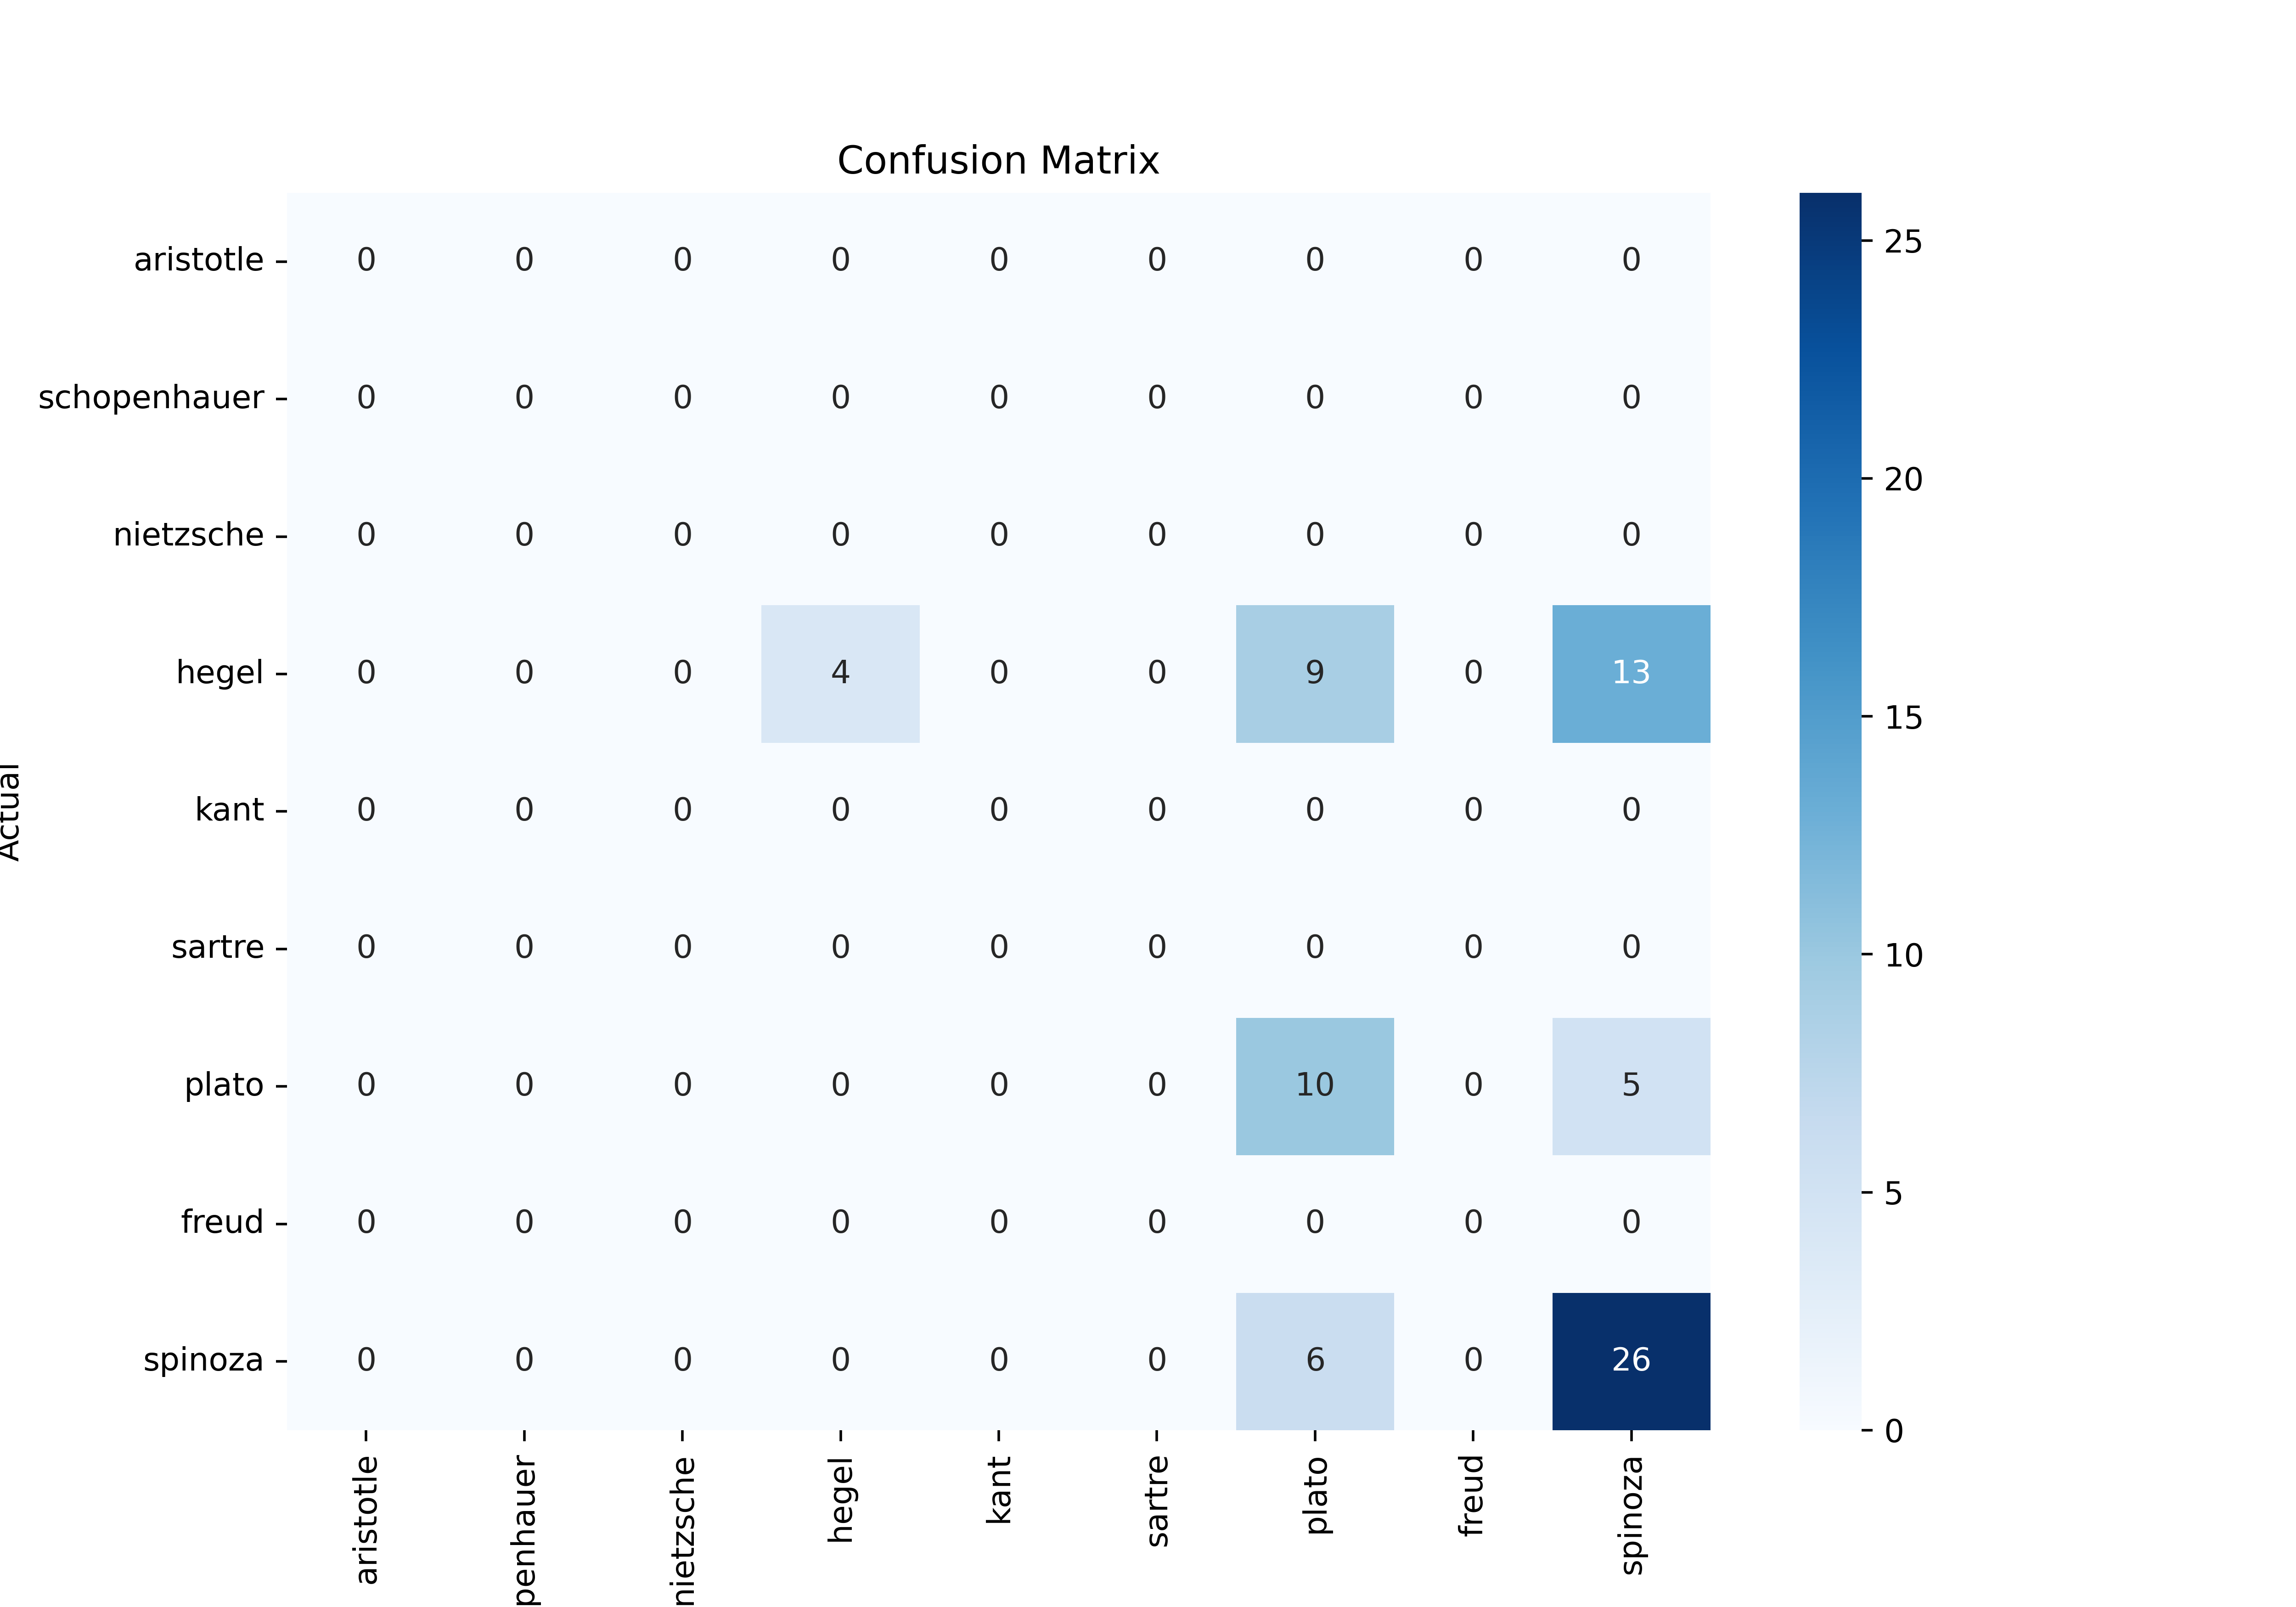 Confusion Matrix
aristotle 0 0 0 0 0 0 0 0 0
schopenhauer 0 0 0 0 0 0 0 0 0
nietzsche 0 0 0 0 0 0 0 0 0
hegel 0 0 0 4 0 0 9 0 13
kant 0 0 0 0 0 0 0 0 0
sartre 0 0 0 0 0 0 0 0 0
plato 0 0 0 0 0 0 10 0 5
freud 0 0 0 0 0 0 0 0 0
spinoza 0 0 0 0 0 0 6 0 26
Actual
aristotle
penhauer
nietzsche
hegel
kant
sartre
plato
freud
spinoza
25
20
15
10
5
0